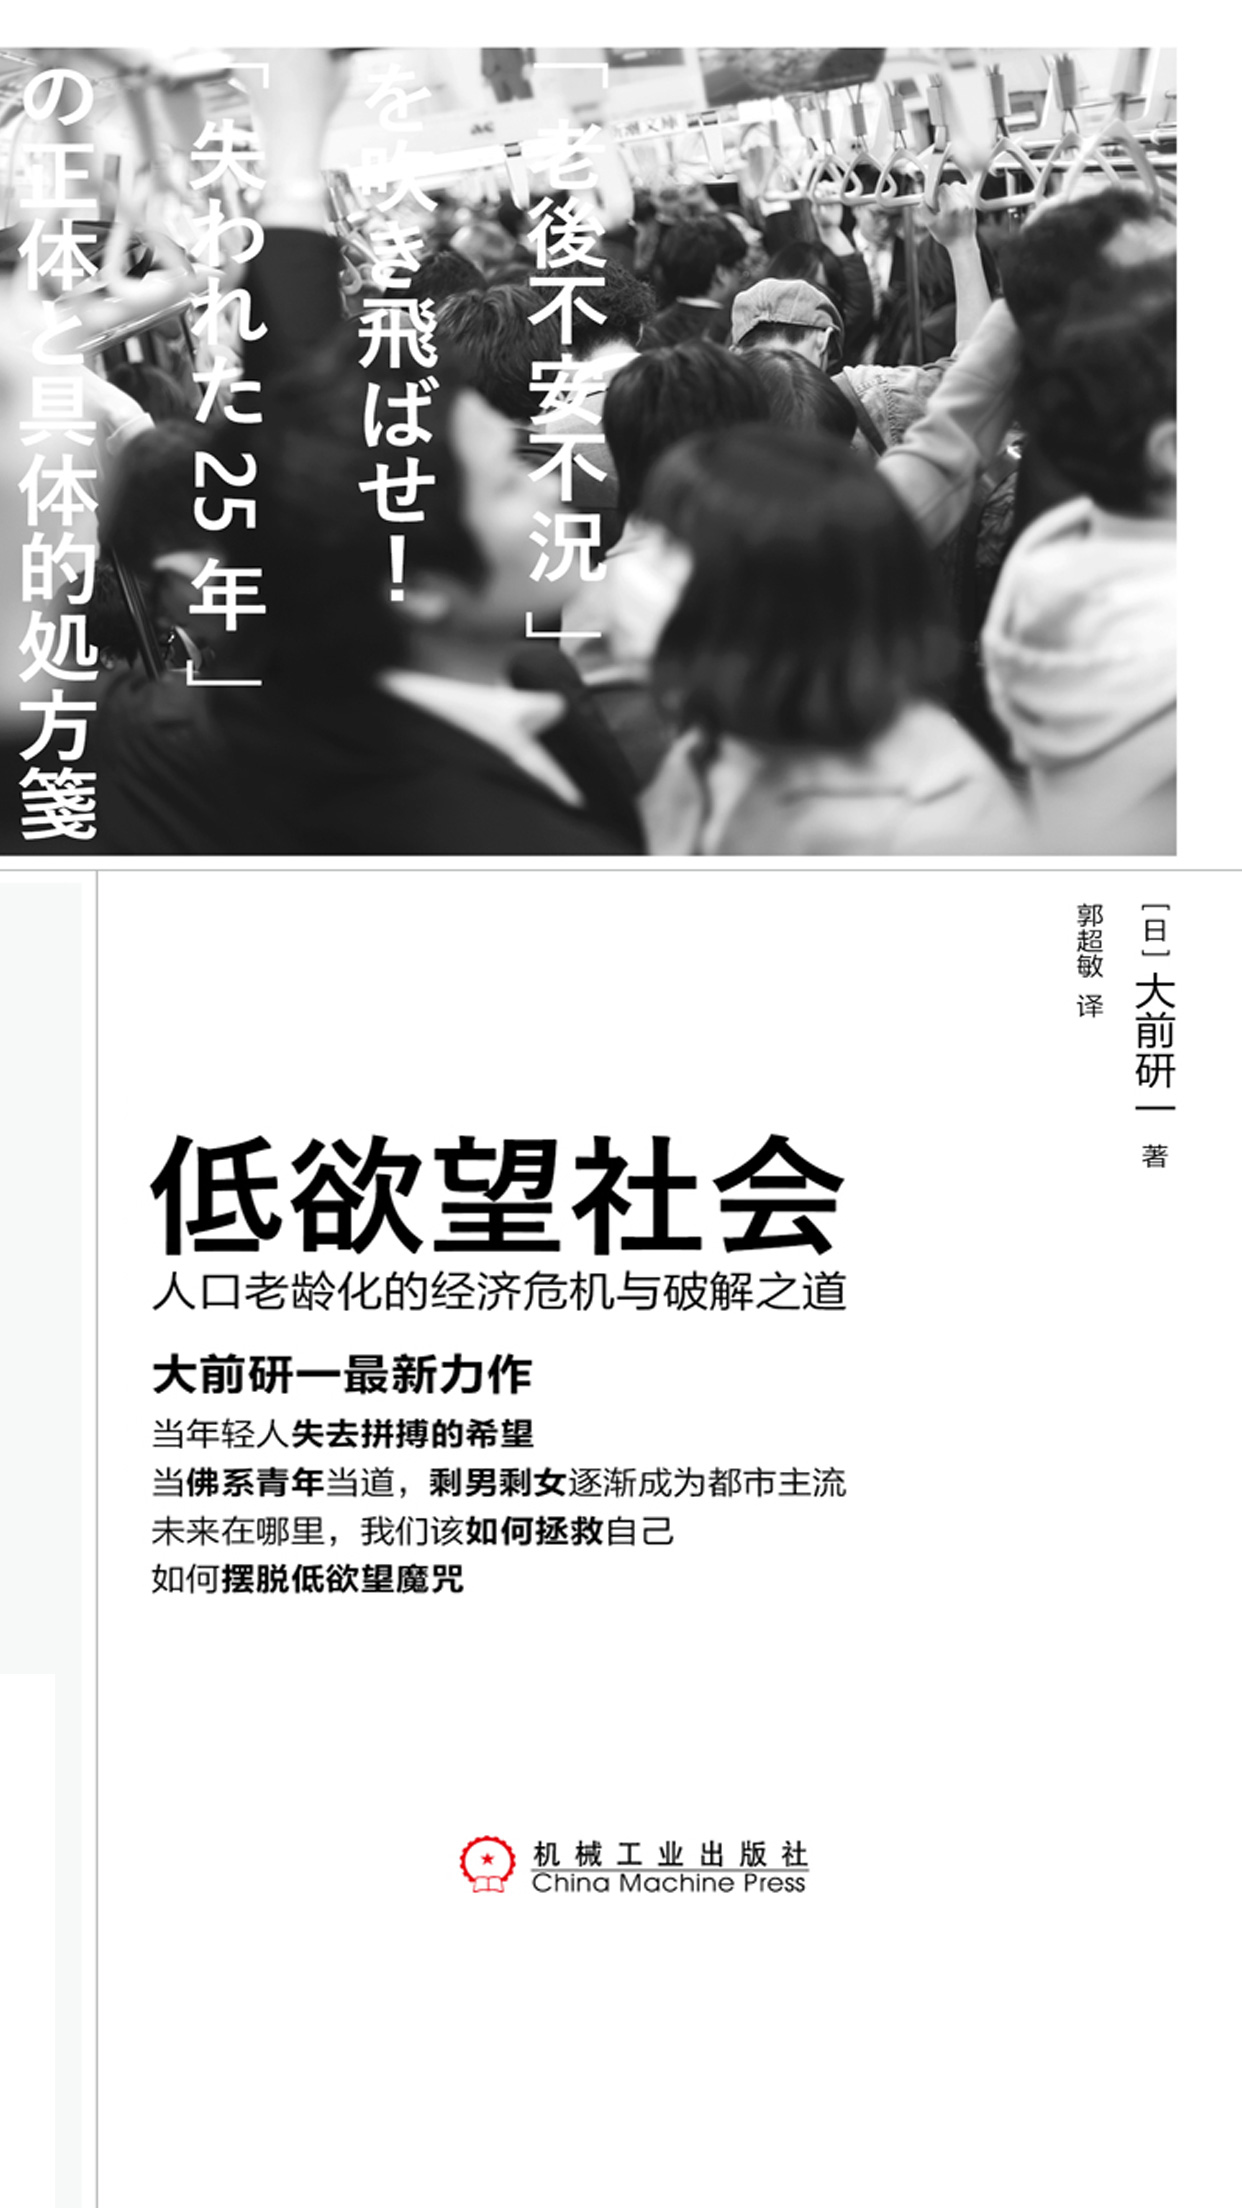 「老後不安不況」
を吹き飛ばせ！
「失われた25年」
の正体と具体的処方箋
新潮文庫
[日]大前研一 著
郭超敏 译
低欲望社会
人口老龄化的经济危机与破解之道
大前研一最新力作
当年轻人失去拼搏的希望
当佛系青年当道，剩男剩女逐渐成为都市主流
未来在哪里，我们该如何拯救自己
如何摆脱低欲望魔咒
机械工业出版社
China Machine Press